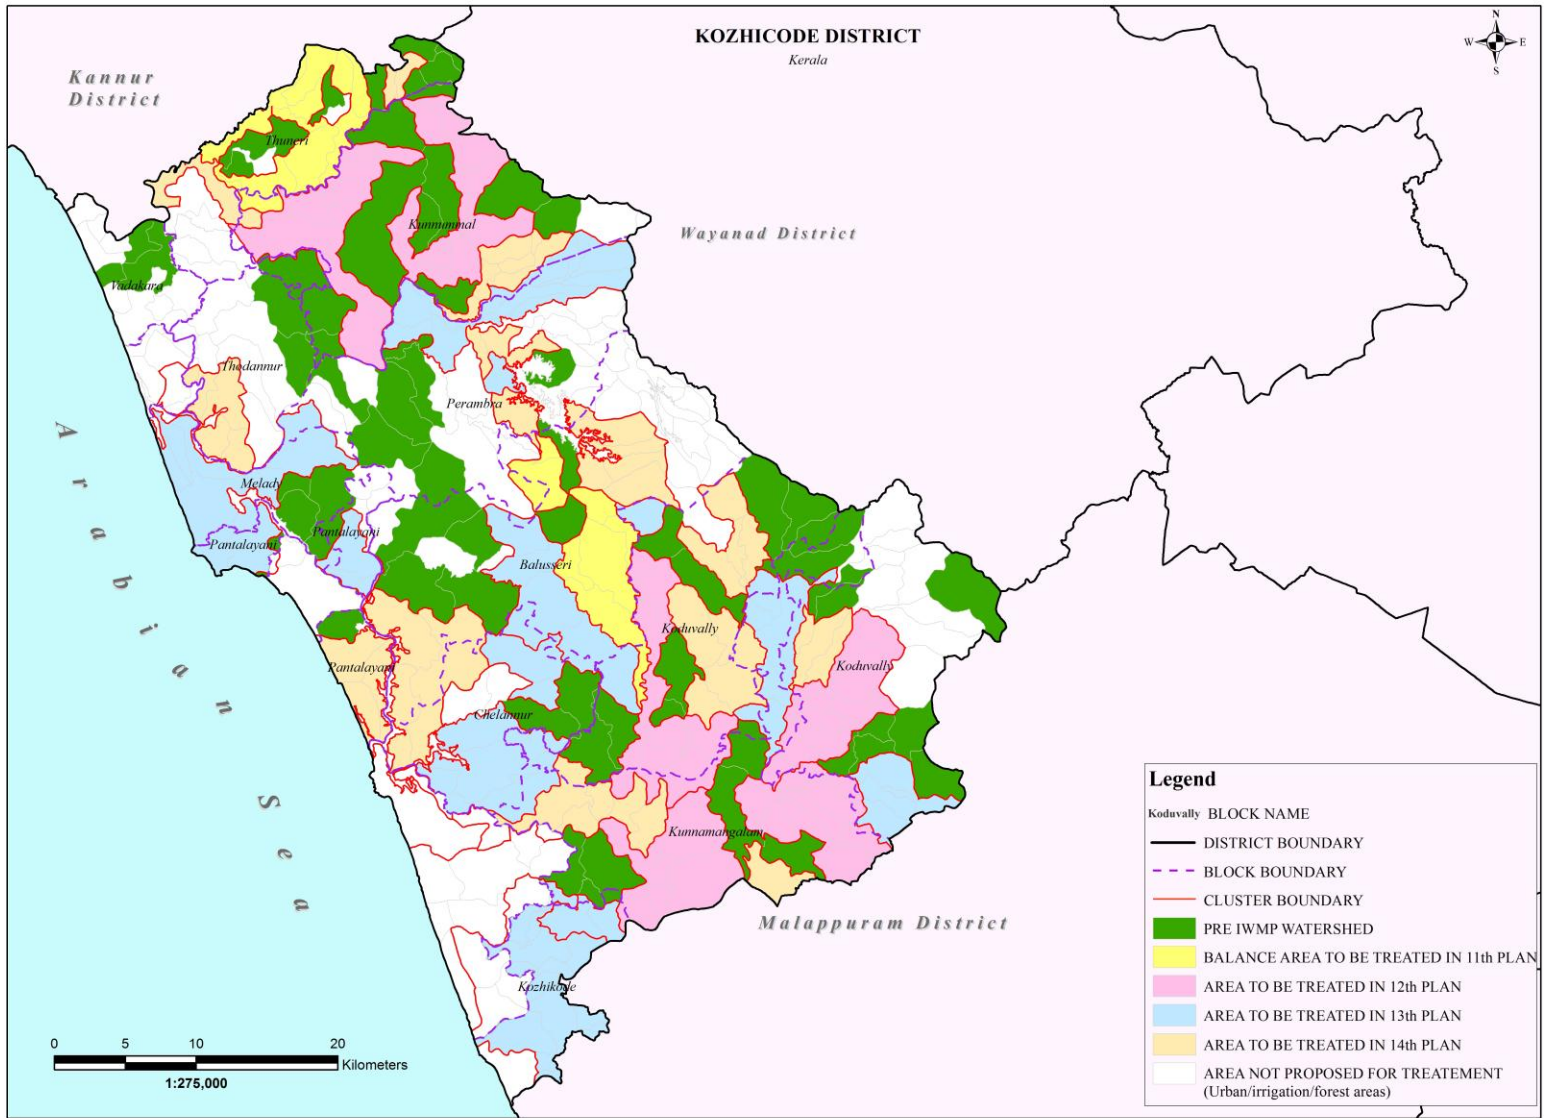 KOZHICODE DISTRICT
Kerala
N
W E
S
Kannur
District
Thuneri
Kunnummal
Wayanad District
Vadakara
Thodannur
Perambra
Arabian Sea
Melady
Pantalayani
Pantalayani
Balusseri
Koduvally
Pantalayani
Koduvally
Chelannur
Kunnamangalam
Malappuram District
Kozhikode
Legend
Koduvally BLOCK NAME
DISTRICT BOUNDARY
BLOCK BOUNDARY
CLUSTER BOUNDARY
PRE IWMP WATERSHED
BALANCE AREA TO BE TREATED IN 11th PLAN
AREA TO BE TREATED IN 12th PLAN
AREA TO BE TREATED IN 13th PLAN
AREA TO BE TREATED IN 14th PLAN
AREA NOT PROPOSED FOR TREATEMENT
(Urban/irrigation/forest areas)
0 5 10 20
Kilometers
1:275,000